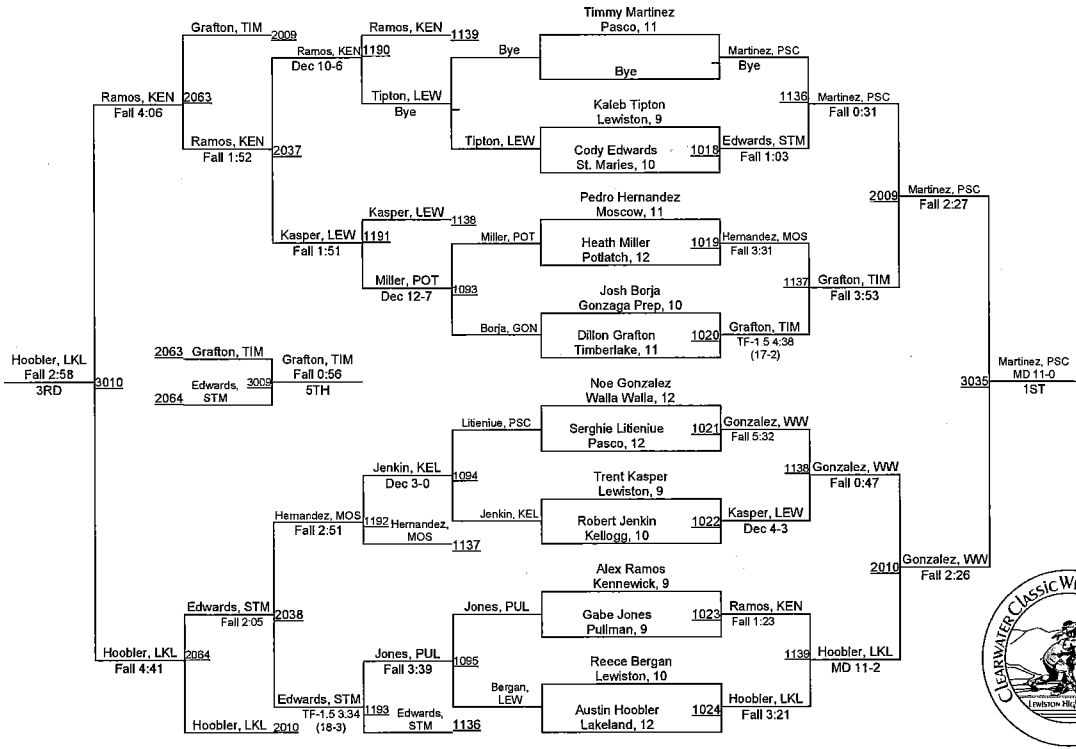 Timmy Martinez
Pasco, 11
Grafton, TIM
2009
Ramos, KEN
1139
Ramos, KEN
1190
Dec 10-6
Bye
Bye
Martinez, PSC
Bye
Ramos, KEN
2063
Fall 4:06
Tipton, LEW
Bye
Kaleb Tipton
Lewiston, 9
1136
Martinez, PSC
Fall 0:31
Ramos, KEN
Fall 1:52
2037
Tipton, LEW
Cody Edwards
St. Maries, 10
1018
Edwards, STM
Fall 1:03
Pedro Hernandez
Moscow, 11
2009
Martinez, PSC
Fall 2:27
Kasper, LEW
1138
Kasper, LEW
1191
Fall 1:51
Miller, POT
Heath Miller
Potlatch, 12
1019
Hernandez, MOS
Fall 3:31
Miller, POT
Dec 12-7
1093
Josh Borja
Gonzaga Prep, 10
1137
Grafton, TIM
Fall 3:53
Borja, GON
Dillon Grafton
Timberlake, 11
1020
Grafton, TIM
TF-1.5 4:38
(17-2)
Hoobler, LKL
Fall 2:58
3RD
3010
2063
Grafton, TIM
Edwards,
STM
2064
3009
Grafton, TIM
Fall 0:56
5TH
Martinez, PSC
MD 11-0
1ST
3035
Noe Gonzalez
Walla Walla, 12
Litieniue, PSC
Serghie Litieniue
Pasco, 12
1021
Gonzalez, WW
Fall 5:32
Jenkin, KEL
Dec 3-0
1094
Trent Kasper
Lewiston, 9
1138
Gonzalez, WW
Fall 0:47
Hernandez, MOS
Fall 2:51
1192
Hernandez,
MOS
1137
Jenkin, KEL
Robert Jenkin
Kellogg, 10
1022
Kasper, LEW
Dec 4-3
Alex Ramos
Kennewick, 9
2010
Gonzalez, WW
Fall 2:26
Edwards, STM
Fall 2:05
2038
Jones, PUL
Gabe Jones
Pullman, 9
1023
Ramos, KEN
Fall 1:23
Hoobler, LKL
Fall 4:41
2064
Jones, PUL
Fall 3:39
1095
Reece Bergan
Lewiston, 10
1139
Hoobler, LKL
MD 11-2
Edwards, STM
TF-1.5 3:34
(18-3)
1193
Edwards,
STM
1136
Bergan,
LEW
Austin Hoobler
Lakeland, 12
1024
Hoobler, LKL
Fall 3:21
Hoobler, LKL
2010
CLEARWATER CLASSIC
LEWISTON